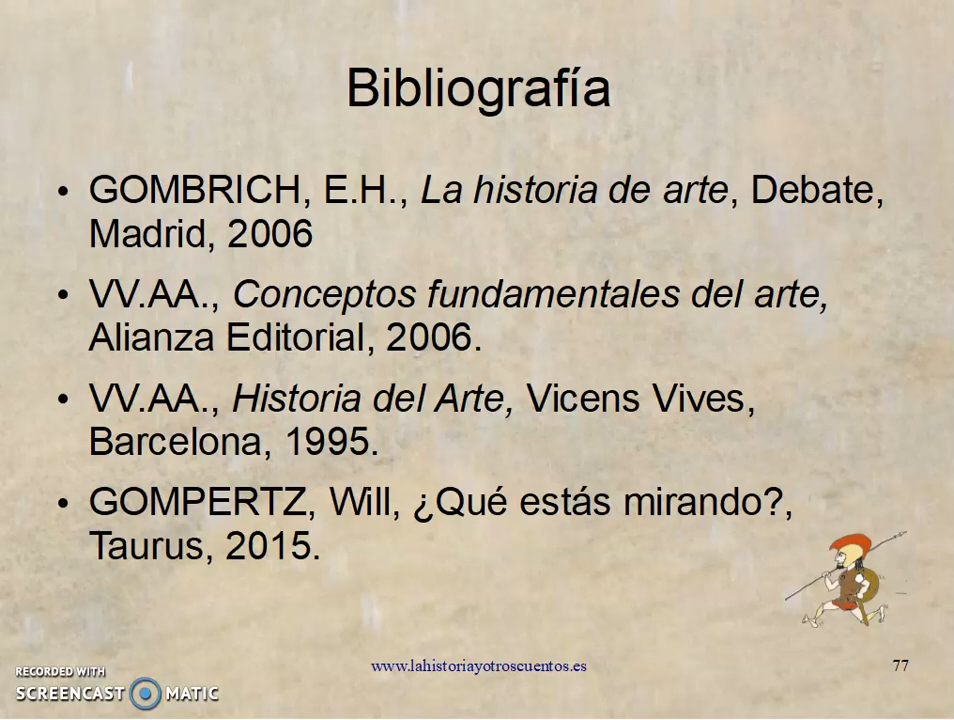 Bibliografía
• GOMBRICH, E.H., La historia de arte, Debate,
Madrid, 2006
• VV.AA., Conceptos fundamentales del arte,
Alianza Editorial, 2006.
• VV.AA., Historia del Arte, Vicens Vives,
Barcelona, 1995.
• GOMPERTZ, Will, ¿Qué estás mirando?,
Taurus, 2015.
www.lahistoriayotroscuentos.es
77
RECORDED WITH
SCREENCAST MATIC